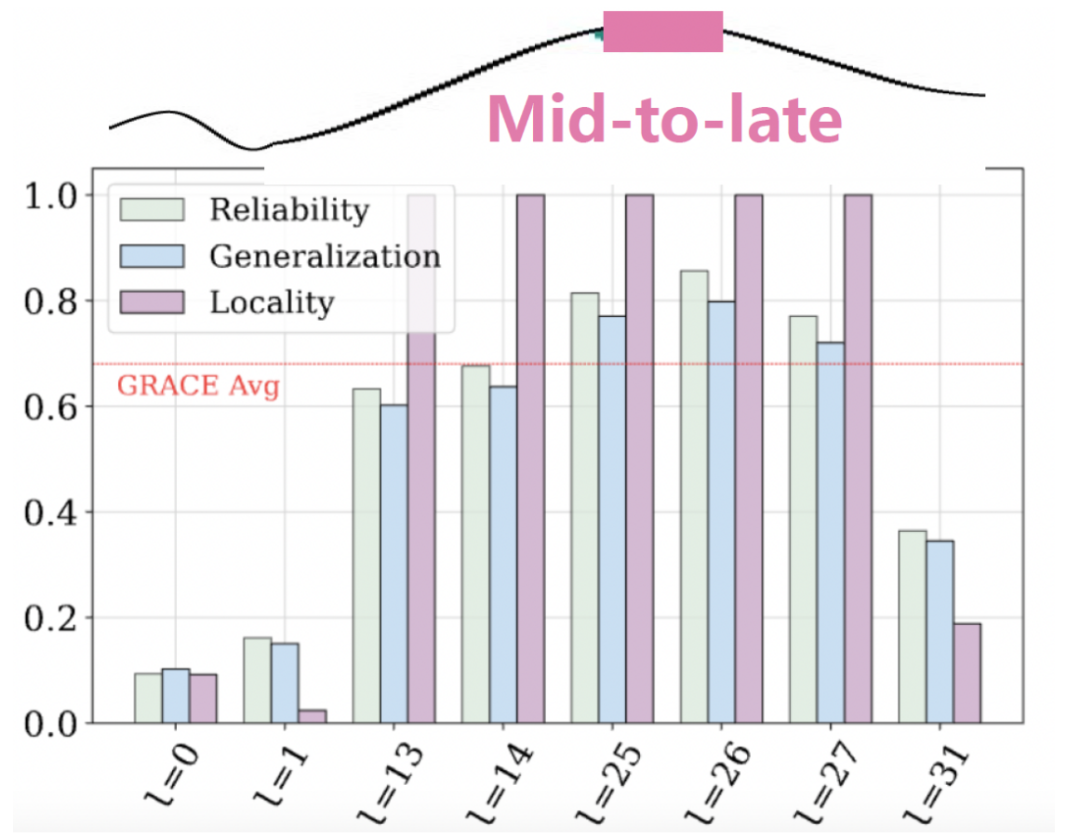 Mid-to-late
1.0
0.8
0.6
0.4
0.2
0.0
Reliability
Generalization
Locality
GRACE Avg
l=0
l=1
l=13
l=14
l=25
l=26
l=27
l=31